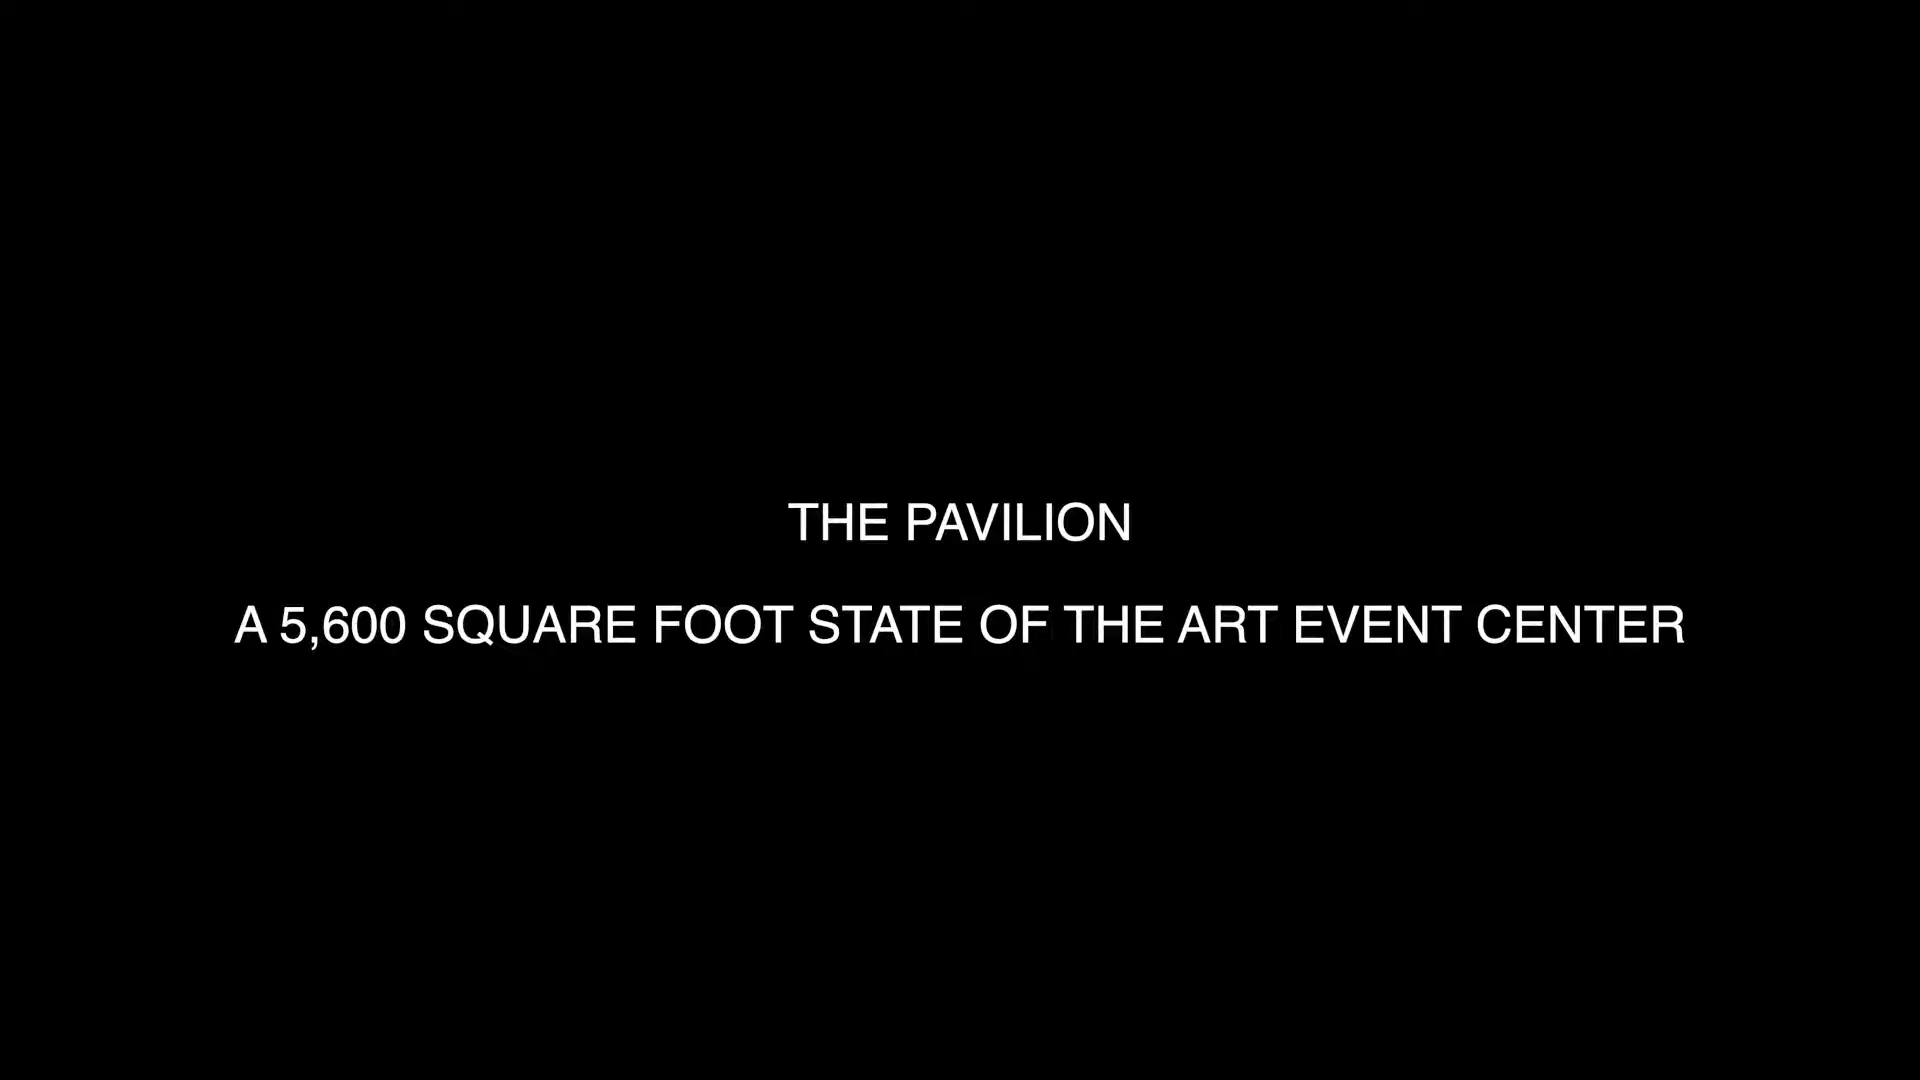 THE PAVILION
A 5,600 SQUARE FOOT STATE OF THE ART EVENT CENTER